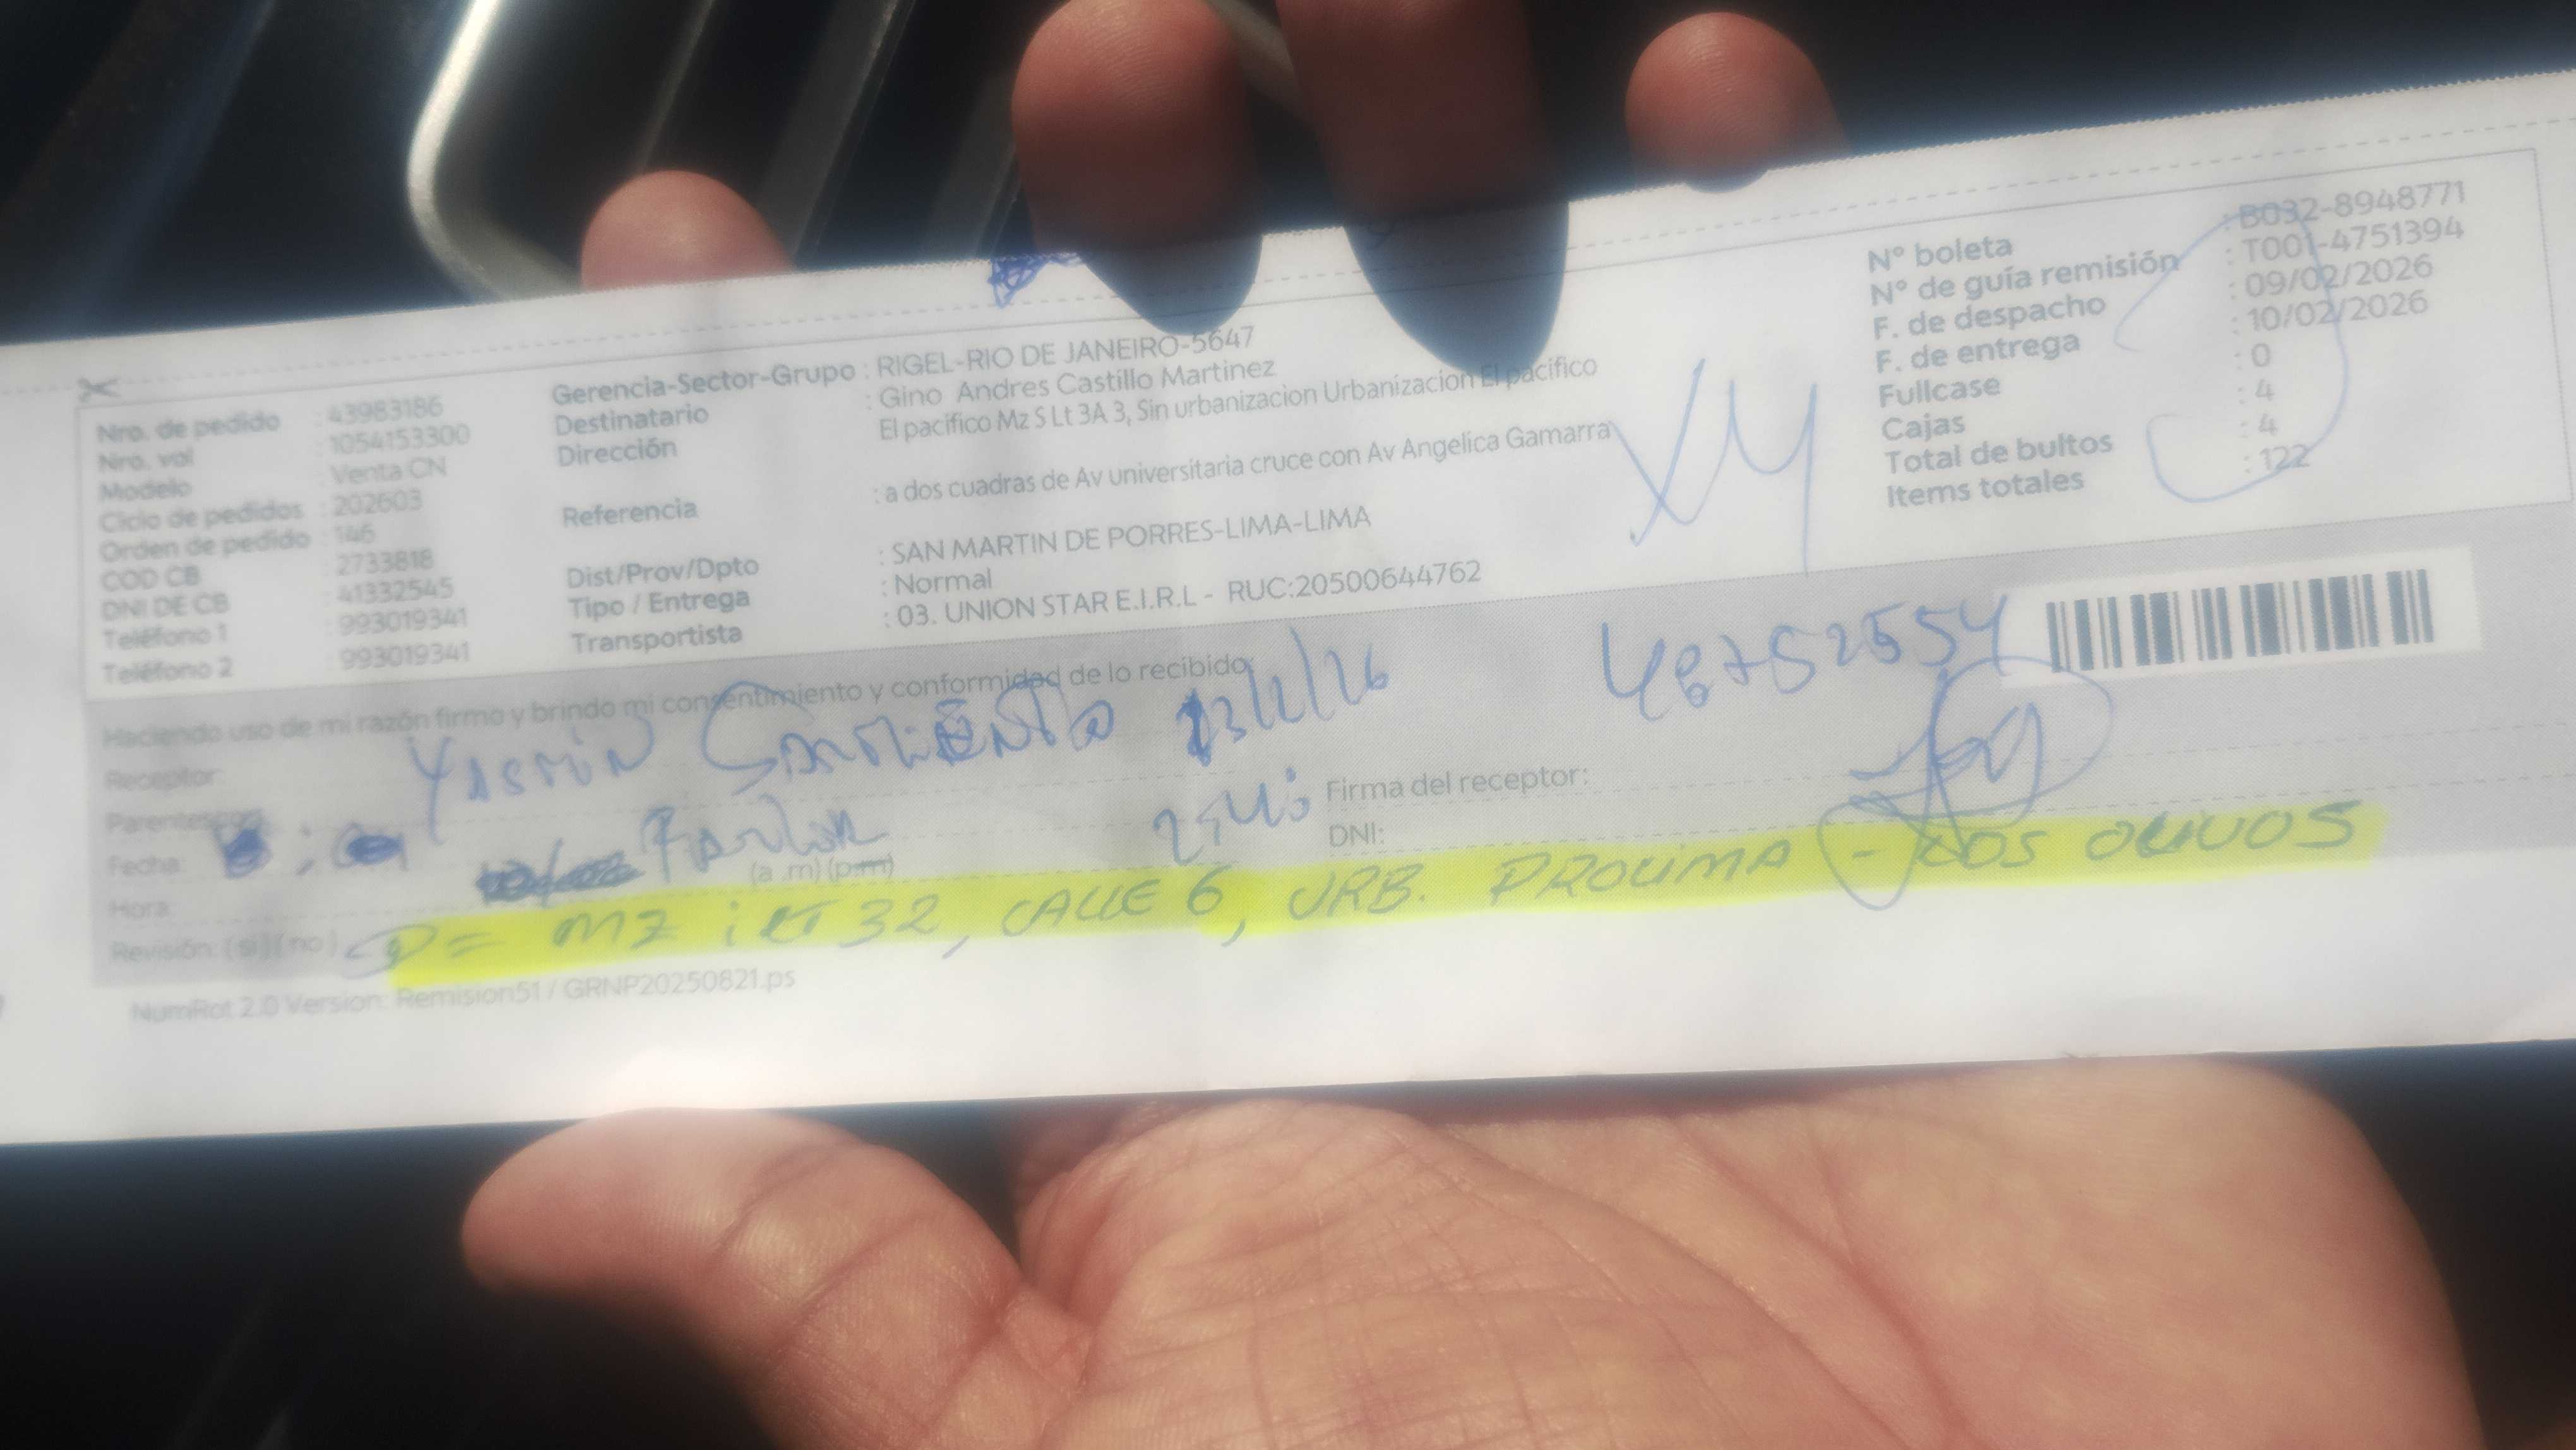 Nro. de pedido : 43983186
Nro. vol : 1054153300
Modelo : Venta CN
Ciclo de pedidos : 202603
Orden de pedido : 146
COD CB : 2733818
DNI DE CB : 41332545
Teléfono 1 : 993019341
Teléfono 2 : 993019341
Gerencia-Sector-Grupo : RIGEL-RIO DE JANEIRO-5647
Destinatario : Gino Andres Castillo Martinez
Dirección : El pacifico Mz S Lt 3A 3, Sin urbanizacion Urbanizacion El pacifico
Referencia : a dos cuadras de Av universitaria cruce con Av Angelica Gamarra
Dist/Prov/Dpto : SAN MARTIN DE PORRES-LIMA-LIMA
Tipo / Entrega : Normal
Transportista : 03. UNION STAR E.I.R.L - RUC:20500644762
Nº boleta : B032-8948771
Nº de guía remisión : T001-4751394
F. de despacho : 09/02/2026
F. de entrega : 10/02/2026
Fullcase : 0
Cajas : 4
Total de bultos : 4
Items totales : 122
Haciendo uso de mi razón firmo y brindo mi consentimiento y conformidad de lo recibido
Receptor:
Parentesco:
Fecha:
Hora: (a .m) (p.m)
Revisión: (si) (no)
Firma del receptor:
DNI:
= MZ i LT 32, CALLE 6, URB. PROLIMA - LOS OLIVOS
NumRot 2.0 Version: Remision51 / GRNP20250821.ps